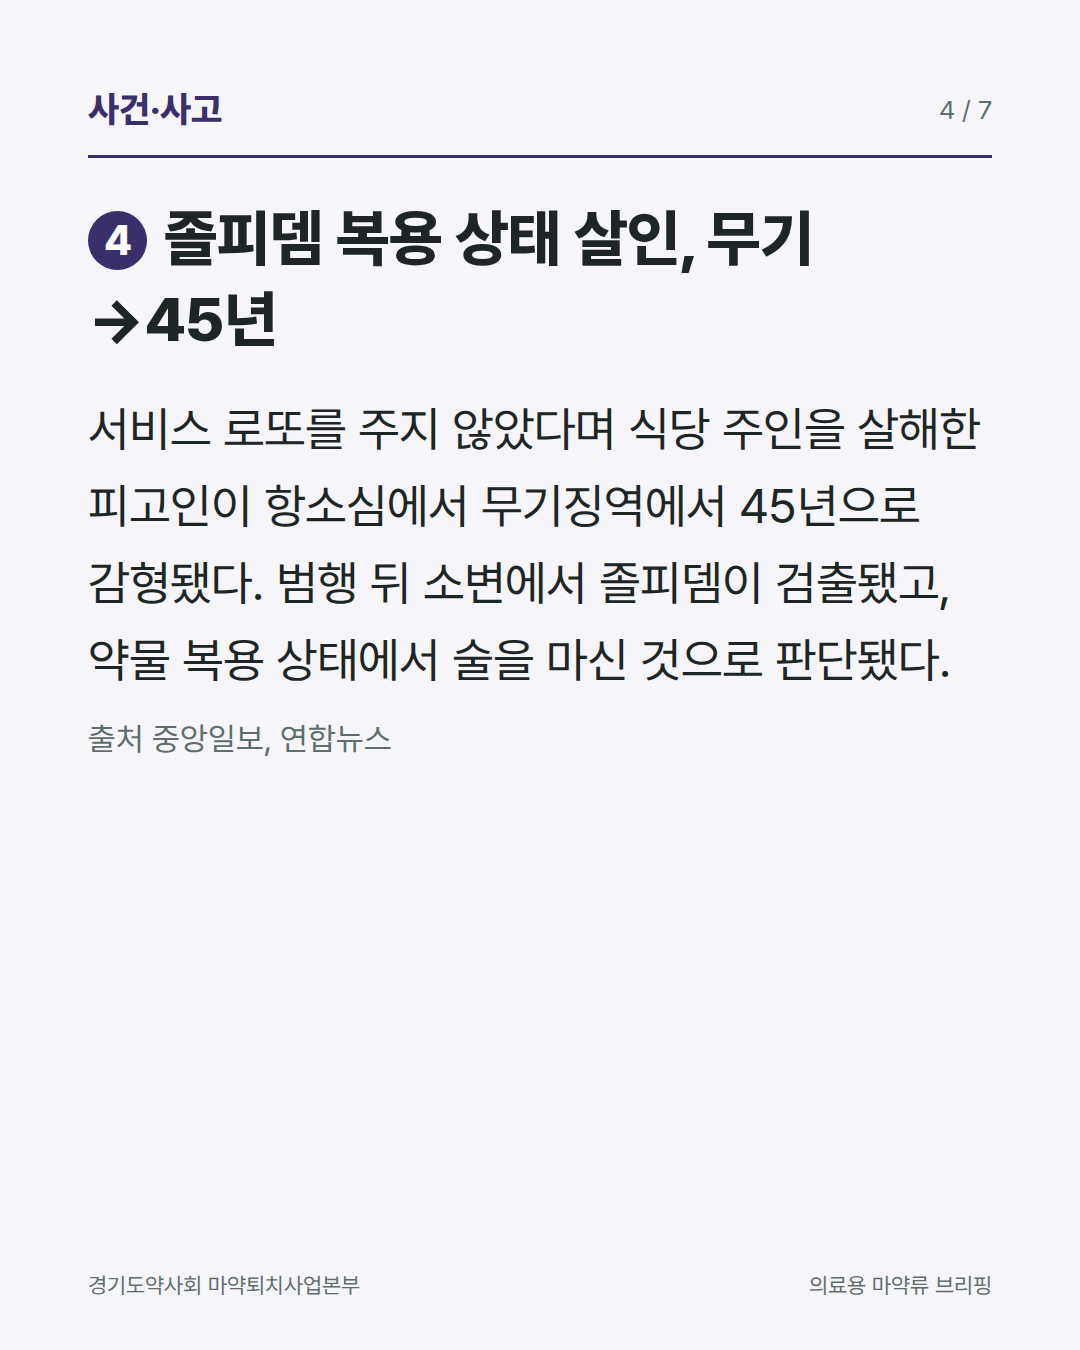 사건·사고
4 / 7
4 졸피뎀 복용 상태 살인, 무기
→45년
서비스 로또를 주지 않았다며 식당 주인을 살해한
피고인이 항소심에서 무기징역에서 45년으로
감형됐다. 범행 뒤 소변에서 졸피뎀이 검출됐고,
약물 복용 상태에서 술을 마신 것으로 판단됐다.
출처 중앙일보, 연합뉴스
경기도약사회 마약퇴치사업본부
의료용 마약류 브리핑